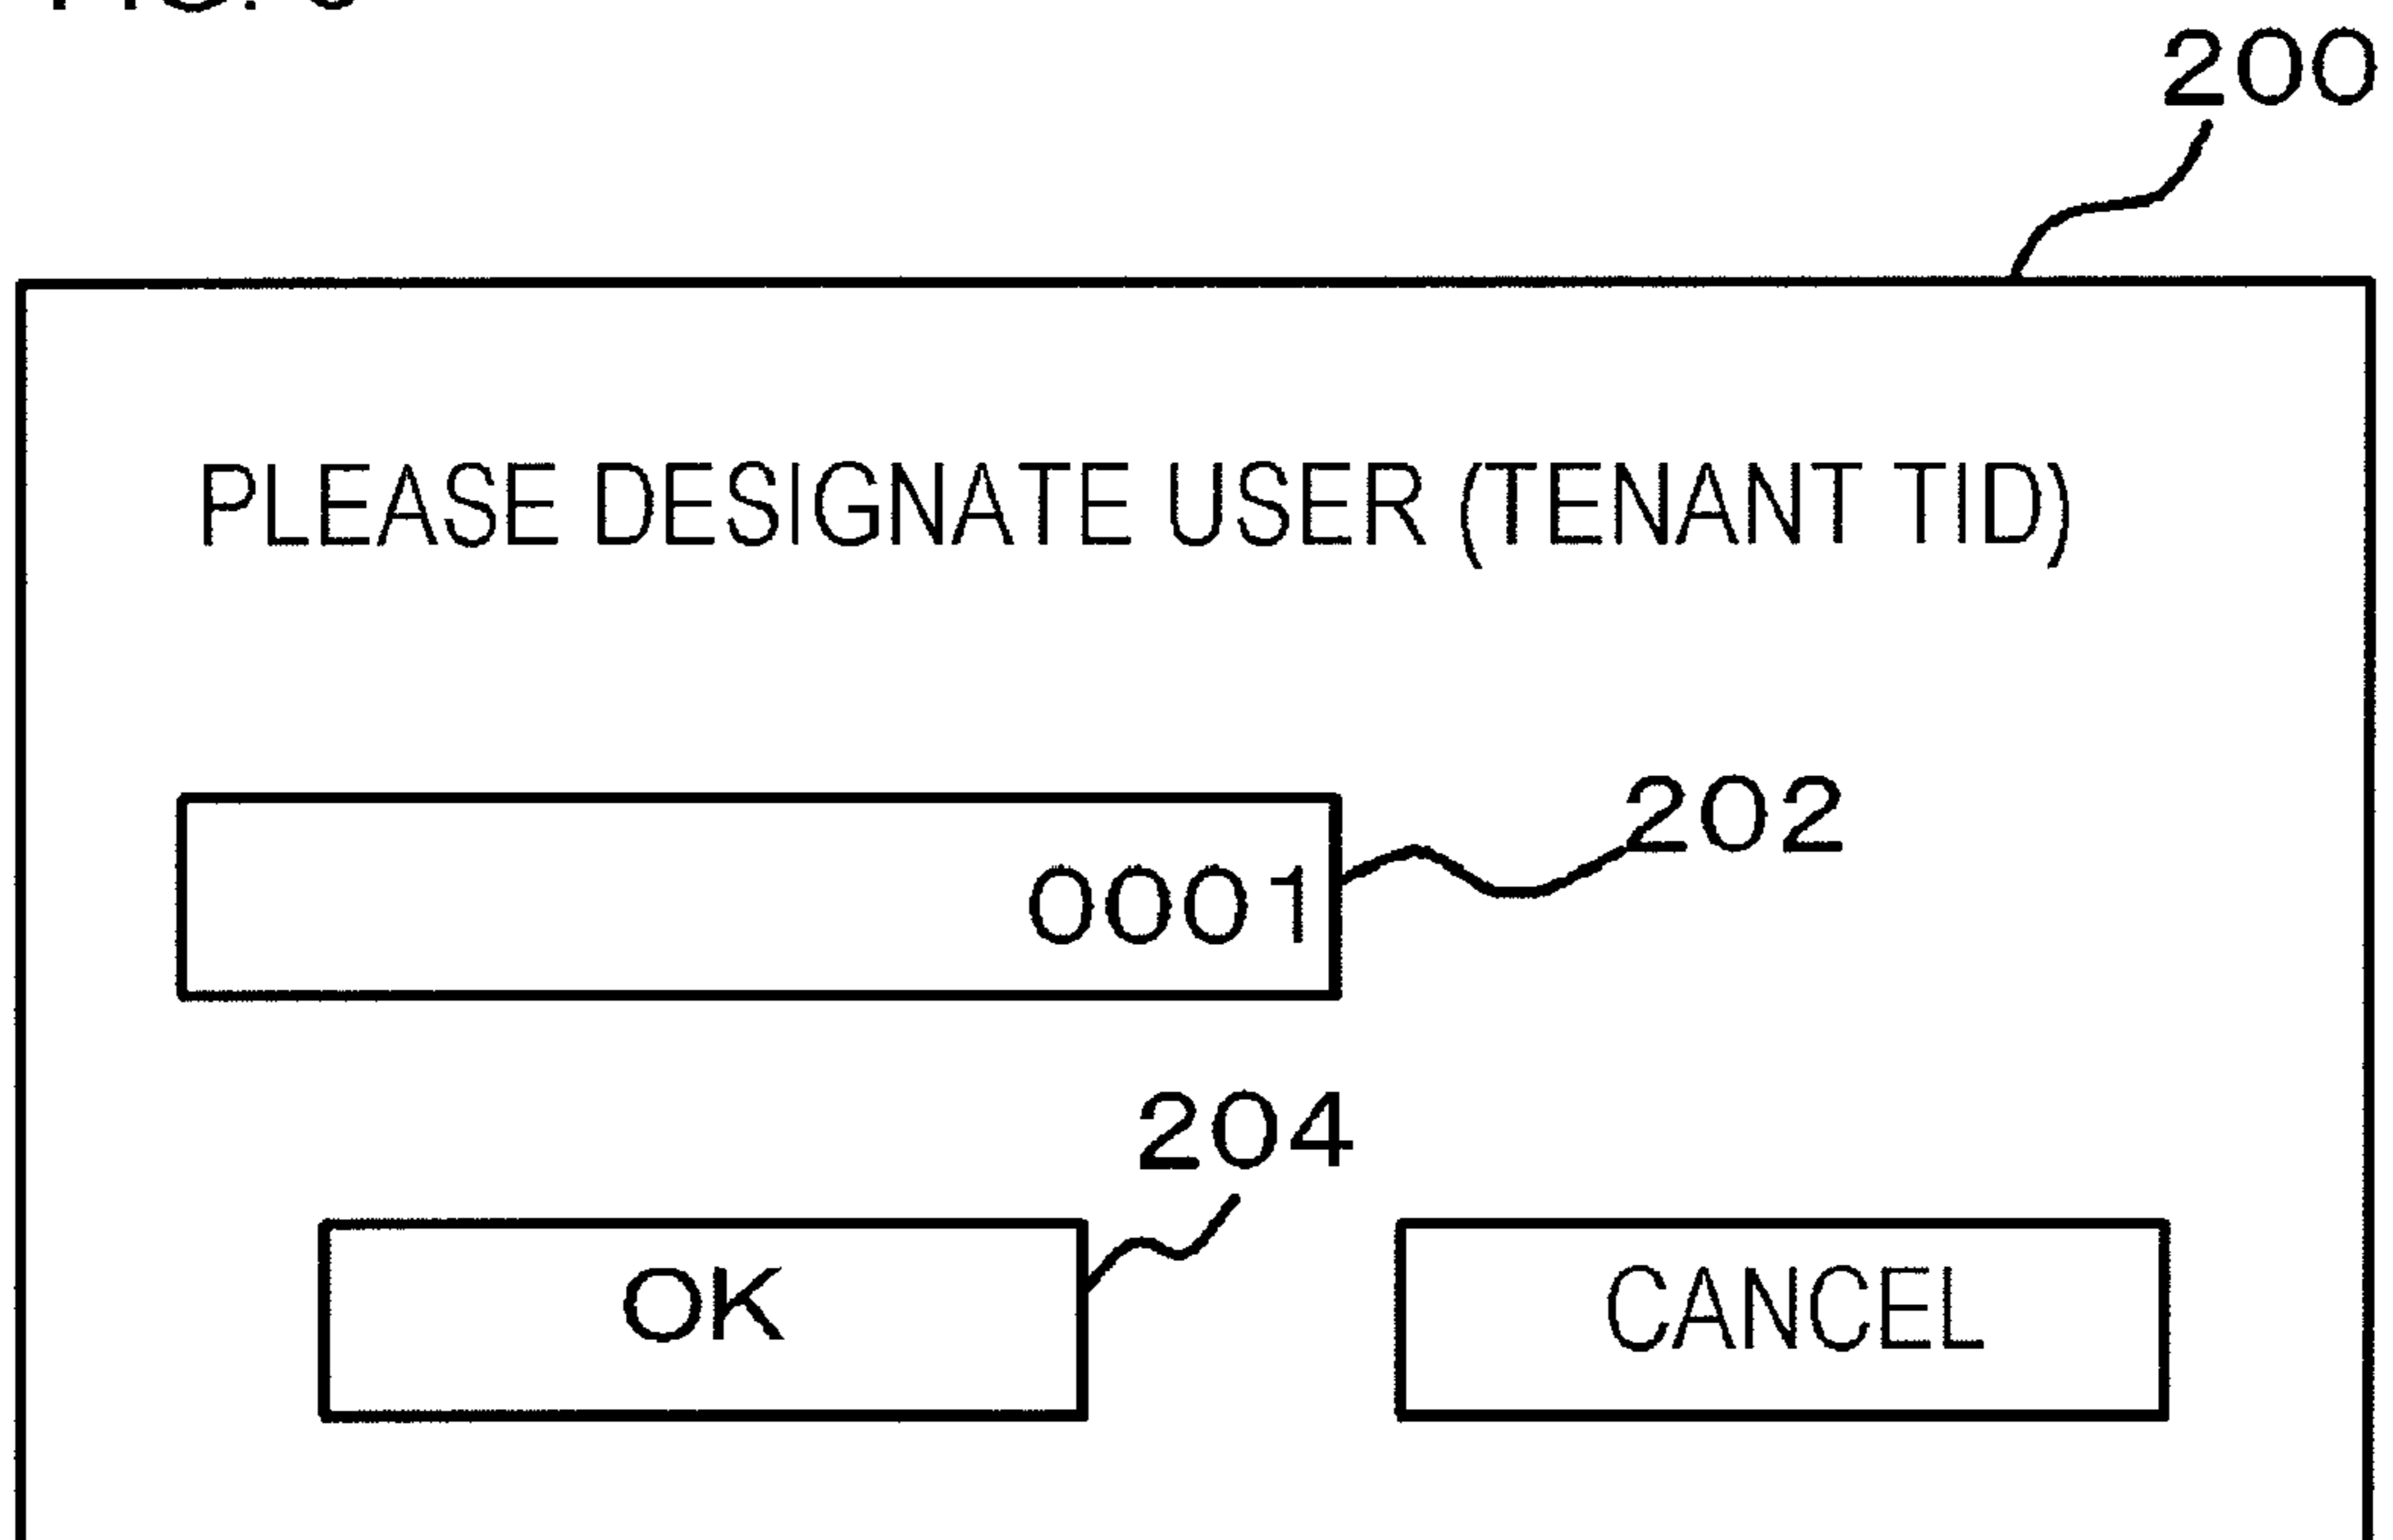 200
PLEASE DESIGNATE USER (TENANT TID)
202
0001
204
OK CANCEL